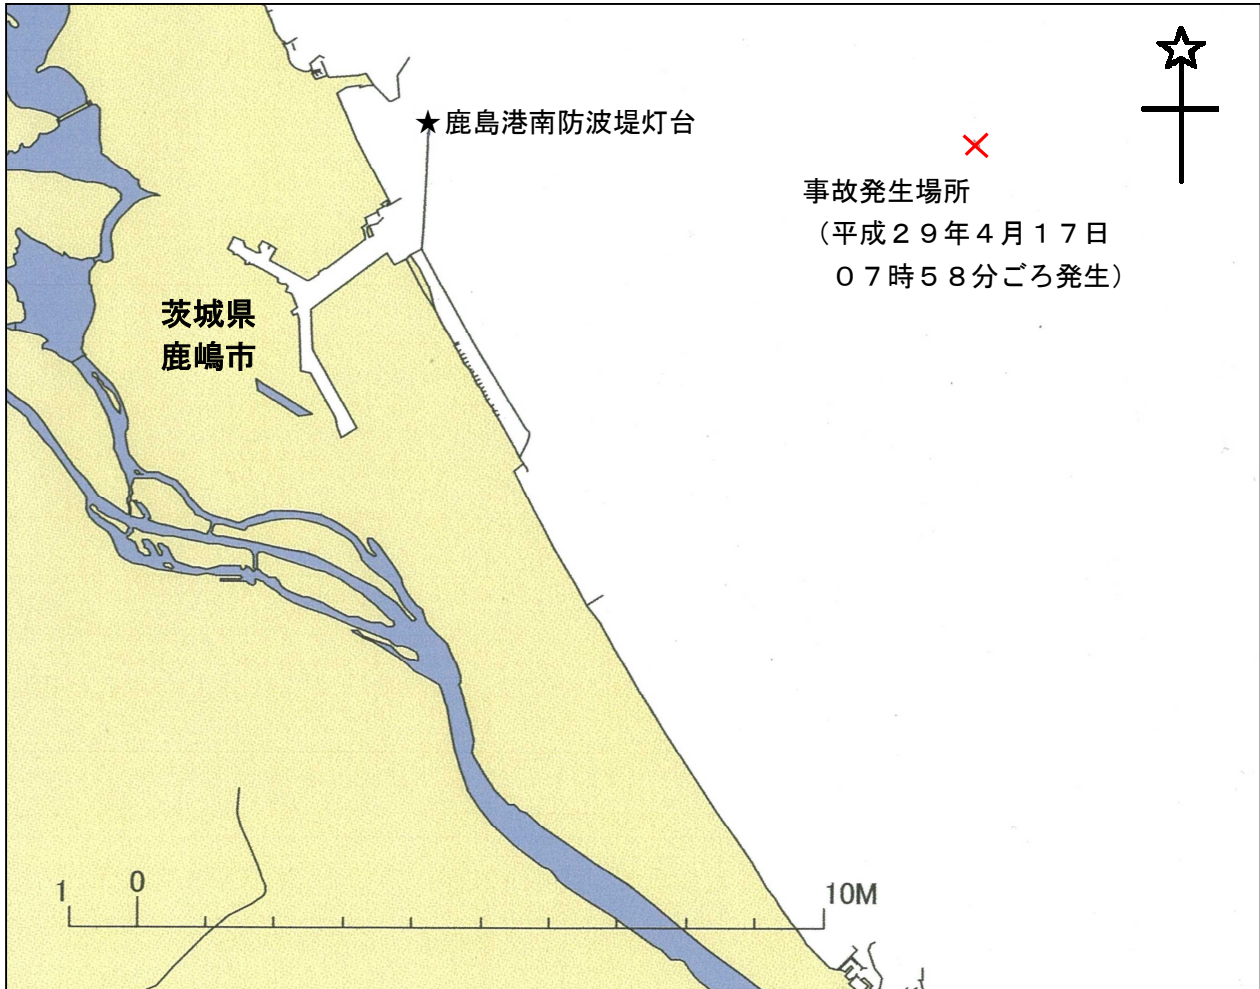 ★鹿島港南防波堤灯台
事故発生場所
（平成２９年４月１７日
０７時５８分ごろ発生）
茨城県
鹿嶋市
1 0 10M